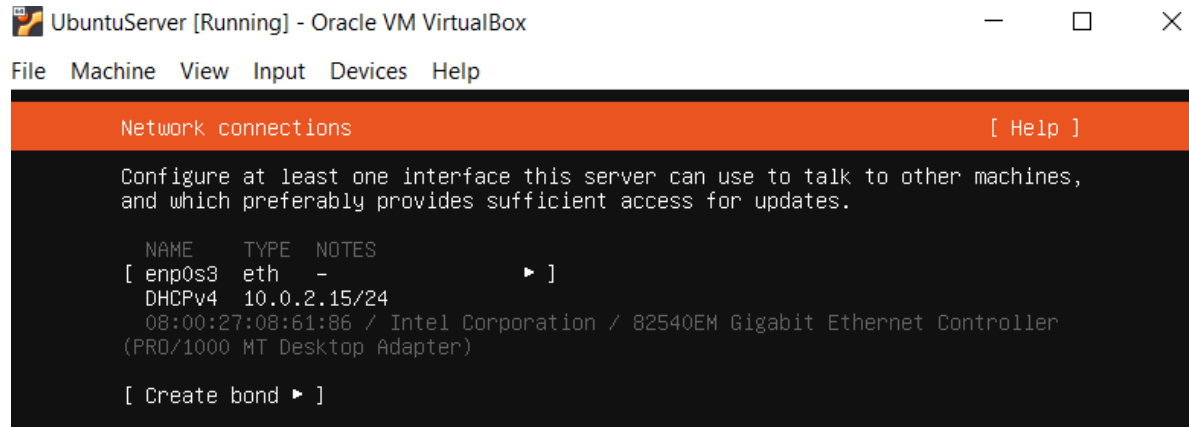 UbuntuServer [Running] - Oracle VM VirtualBox
File Machine View Input Devices Help
Network connections [ Help ]
Configure at least one interface this server can use to talk to other machines,
and which preferably provides sufficient access for updates.
NAME TYPE NOTES
[ enp0s3 eth - ▸ ]
DHCPv4 10.0.2.15/24
08:00:27:08:61:86 / Intel Corporation / 82540EM Gigabit Ethernet Controller
(PRO/1000 MT Desktop Adapter)
[ Create bond ▸ ]